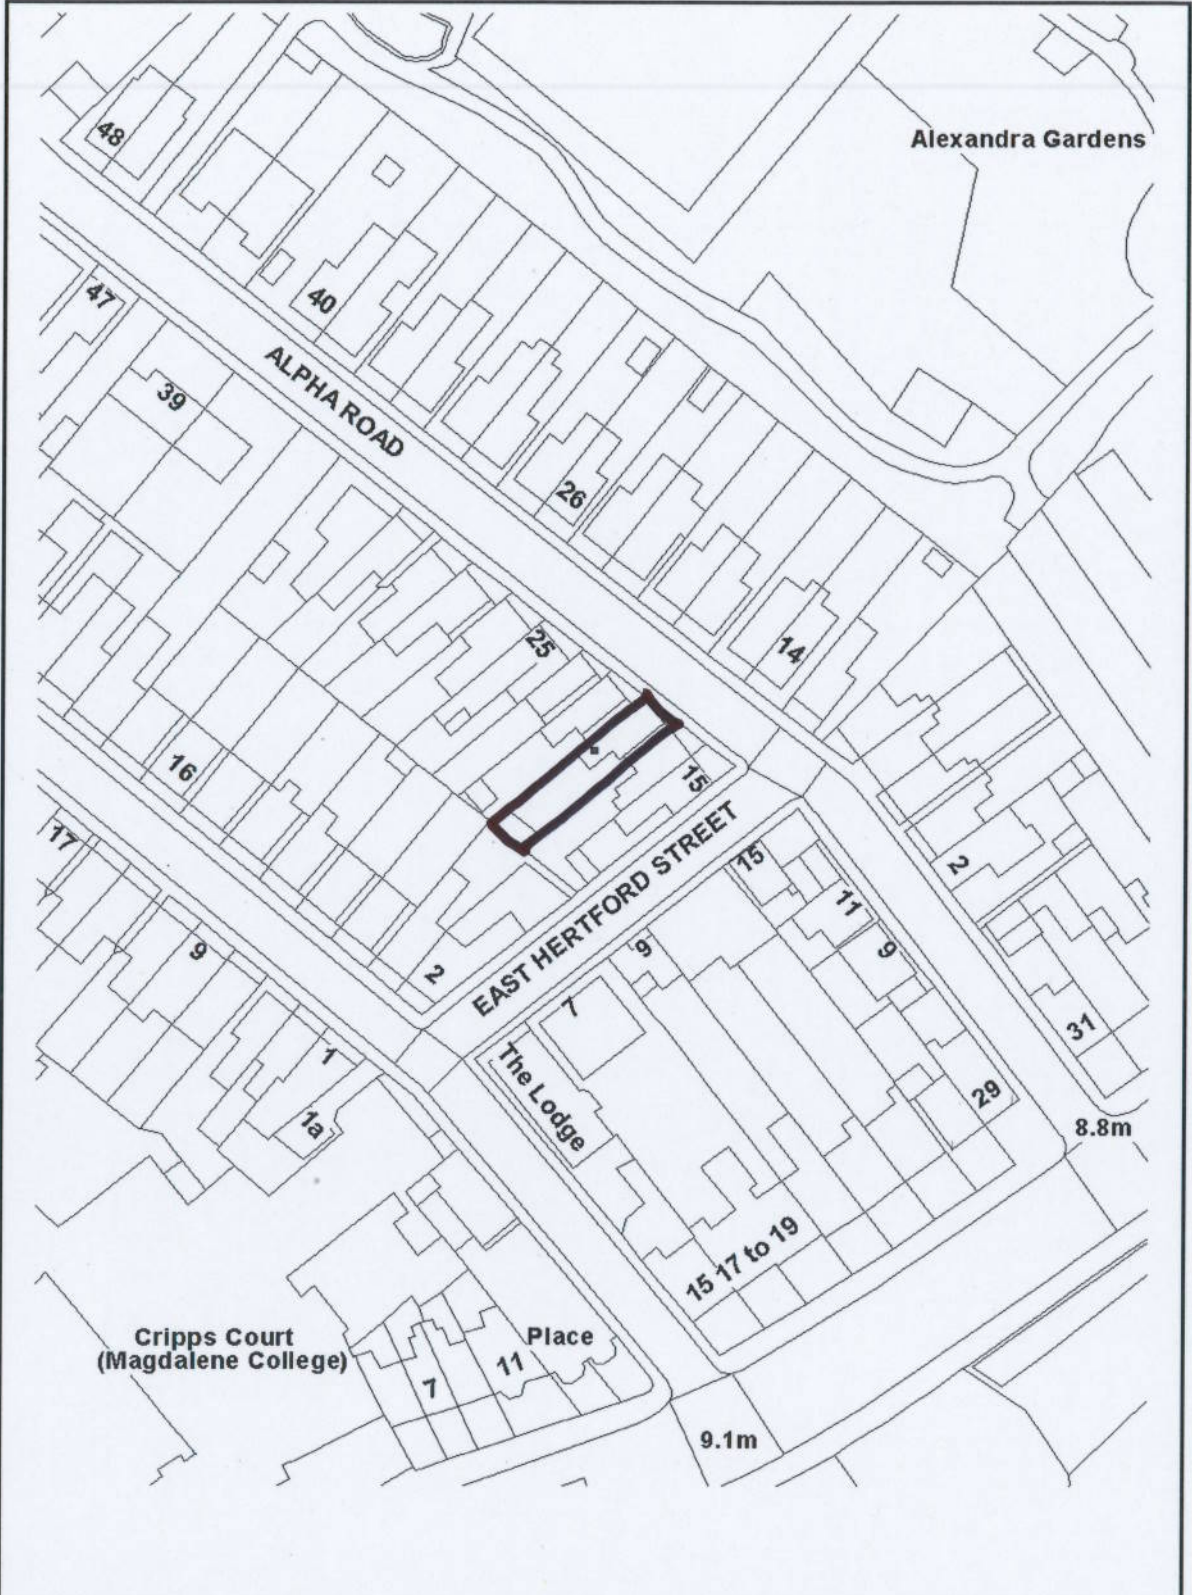 Alexandra Gardens
48
47
40
39
ALPHA ROAD
26
25
14
16
15
17
15
2
11
9
9
9
2
EAST HERTFORD STREET
7
31
1
The Lodge
29
1a
8.8m
15 17 to 19
Cripps Court
(Magdalene College)
Place
11
7
9.1m